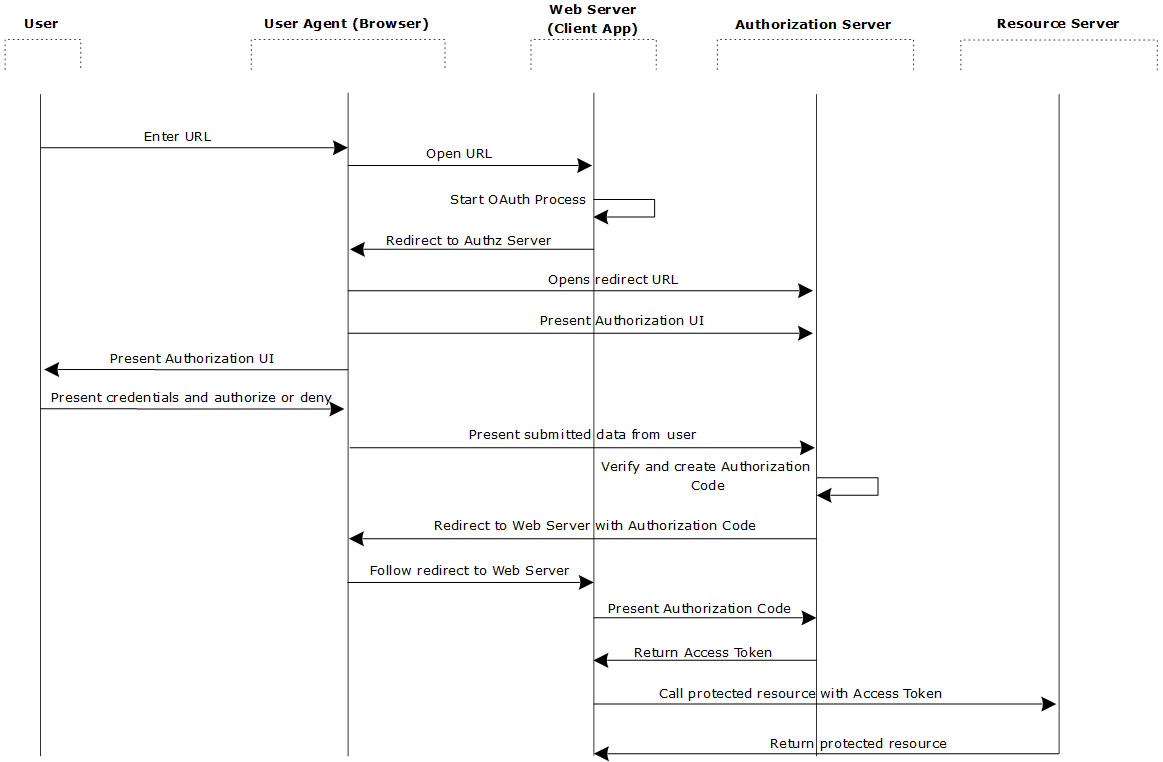 User
User Agent (Browser)
Web Server
(Client App)
Authorization Server
Resource Server
Enter URL
Open URL
Start OAuth Process
Redirect to Authz Server
Opens redirect URL
Present Authorization UI
Present Authorization UI
Present credentials and authorize or deny
Present submitted data from user
Verify and create Authorization
Code
Redirect to Web Server with Authorization Code
Follow redirect to Web Server
Present Authorization Code
Return Access Token
Call protected resource with Access Token
Return protected resource